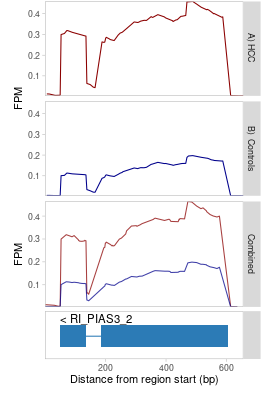 0.4
0.3
0.2
0.1
A) HCC
FPM
0.4
0.3
0.2
0.1
B) Controls
0.4
0.3
0.2
0.1
Combined
FPM
< RI_PIAS3_2
0
200
400
600
Distance from region start (bp)